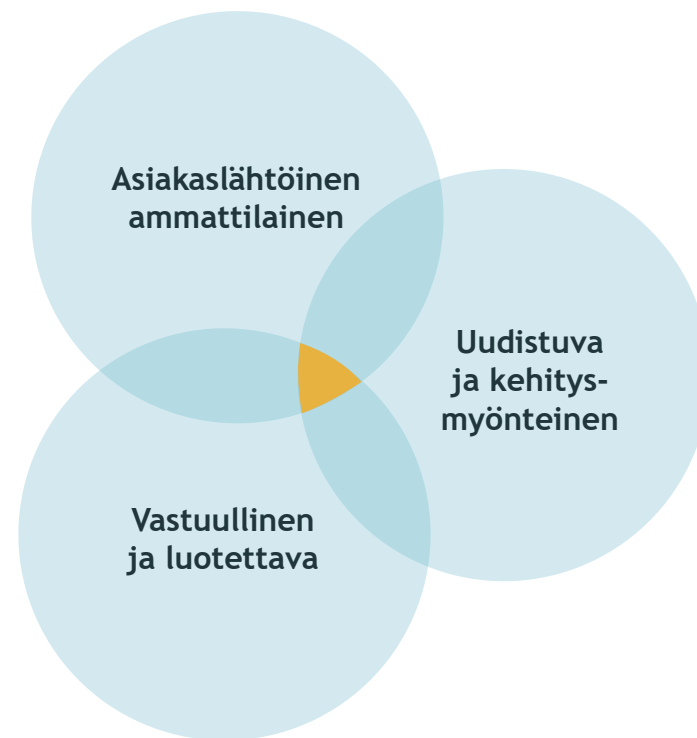 Asiakaslähtöinen
ammattilainen
Uudistuva
ja kehitys-
myönteinen
Vastuullinen
ja luotettava